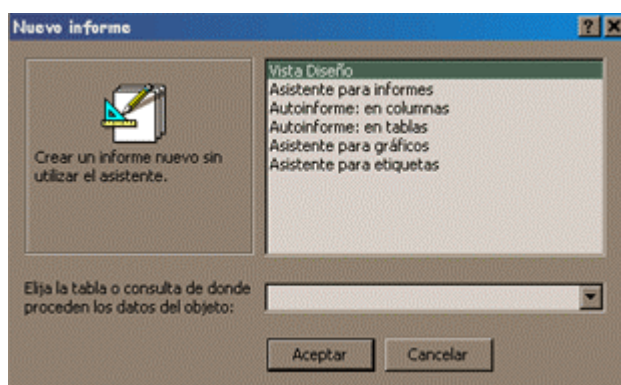 Nuevo informe
Vista Diseño
Asistente para informes
Autoinforme: en columnas
Autoinforme: en tablas
Asistente para gráficos
Asistente para etiquetas
Crear un informe nuevo sin
utilizar el asistente.
Elija la tabla o consulta de donde
proceden los datos del objeto:
Aceptar
Cancelar